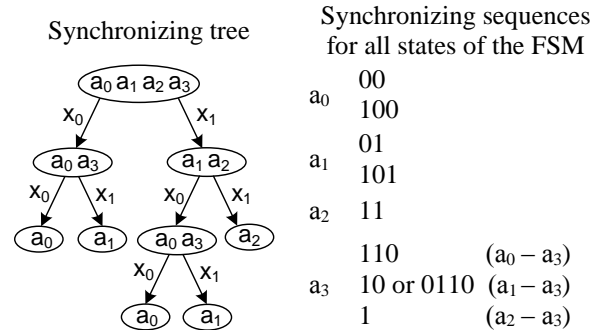 Synchronizing tree
a₀ a₁ a₂ a₃
x₀ x₁
a₀ a₃ a₁ a₂
x₀ x₁ x₀ x₁
a₀ a₁ a₀ a₃ a₂
x₀ x₁
a₀ a₁
Synchronizing sequences
for all states of the FSM
a₀ 00
100
a₁ 01
101
a₂ 11
110 (a₀ – a₃)
a₃ 10 or 0110 (a₁ – a₃)
1 (a₂ – a₃)